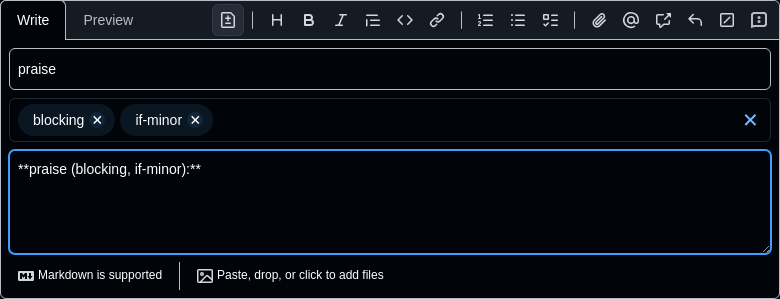 Write Preview
praise
blocking if-minor
**praise (blocking, if-minor):**
Markdown is supported Paste, drop, or click to add files